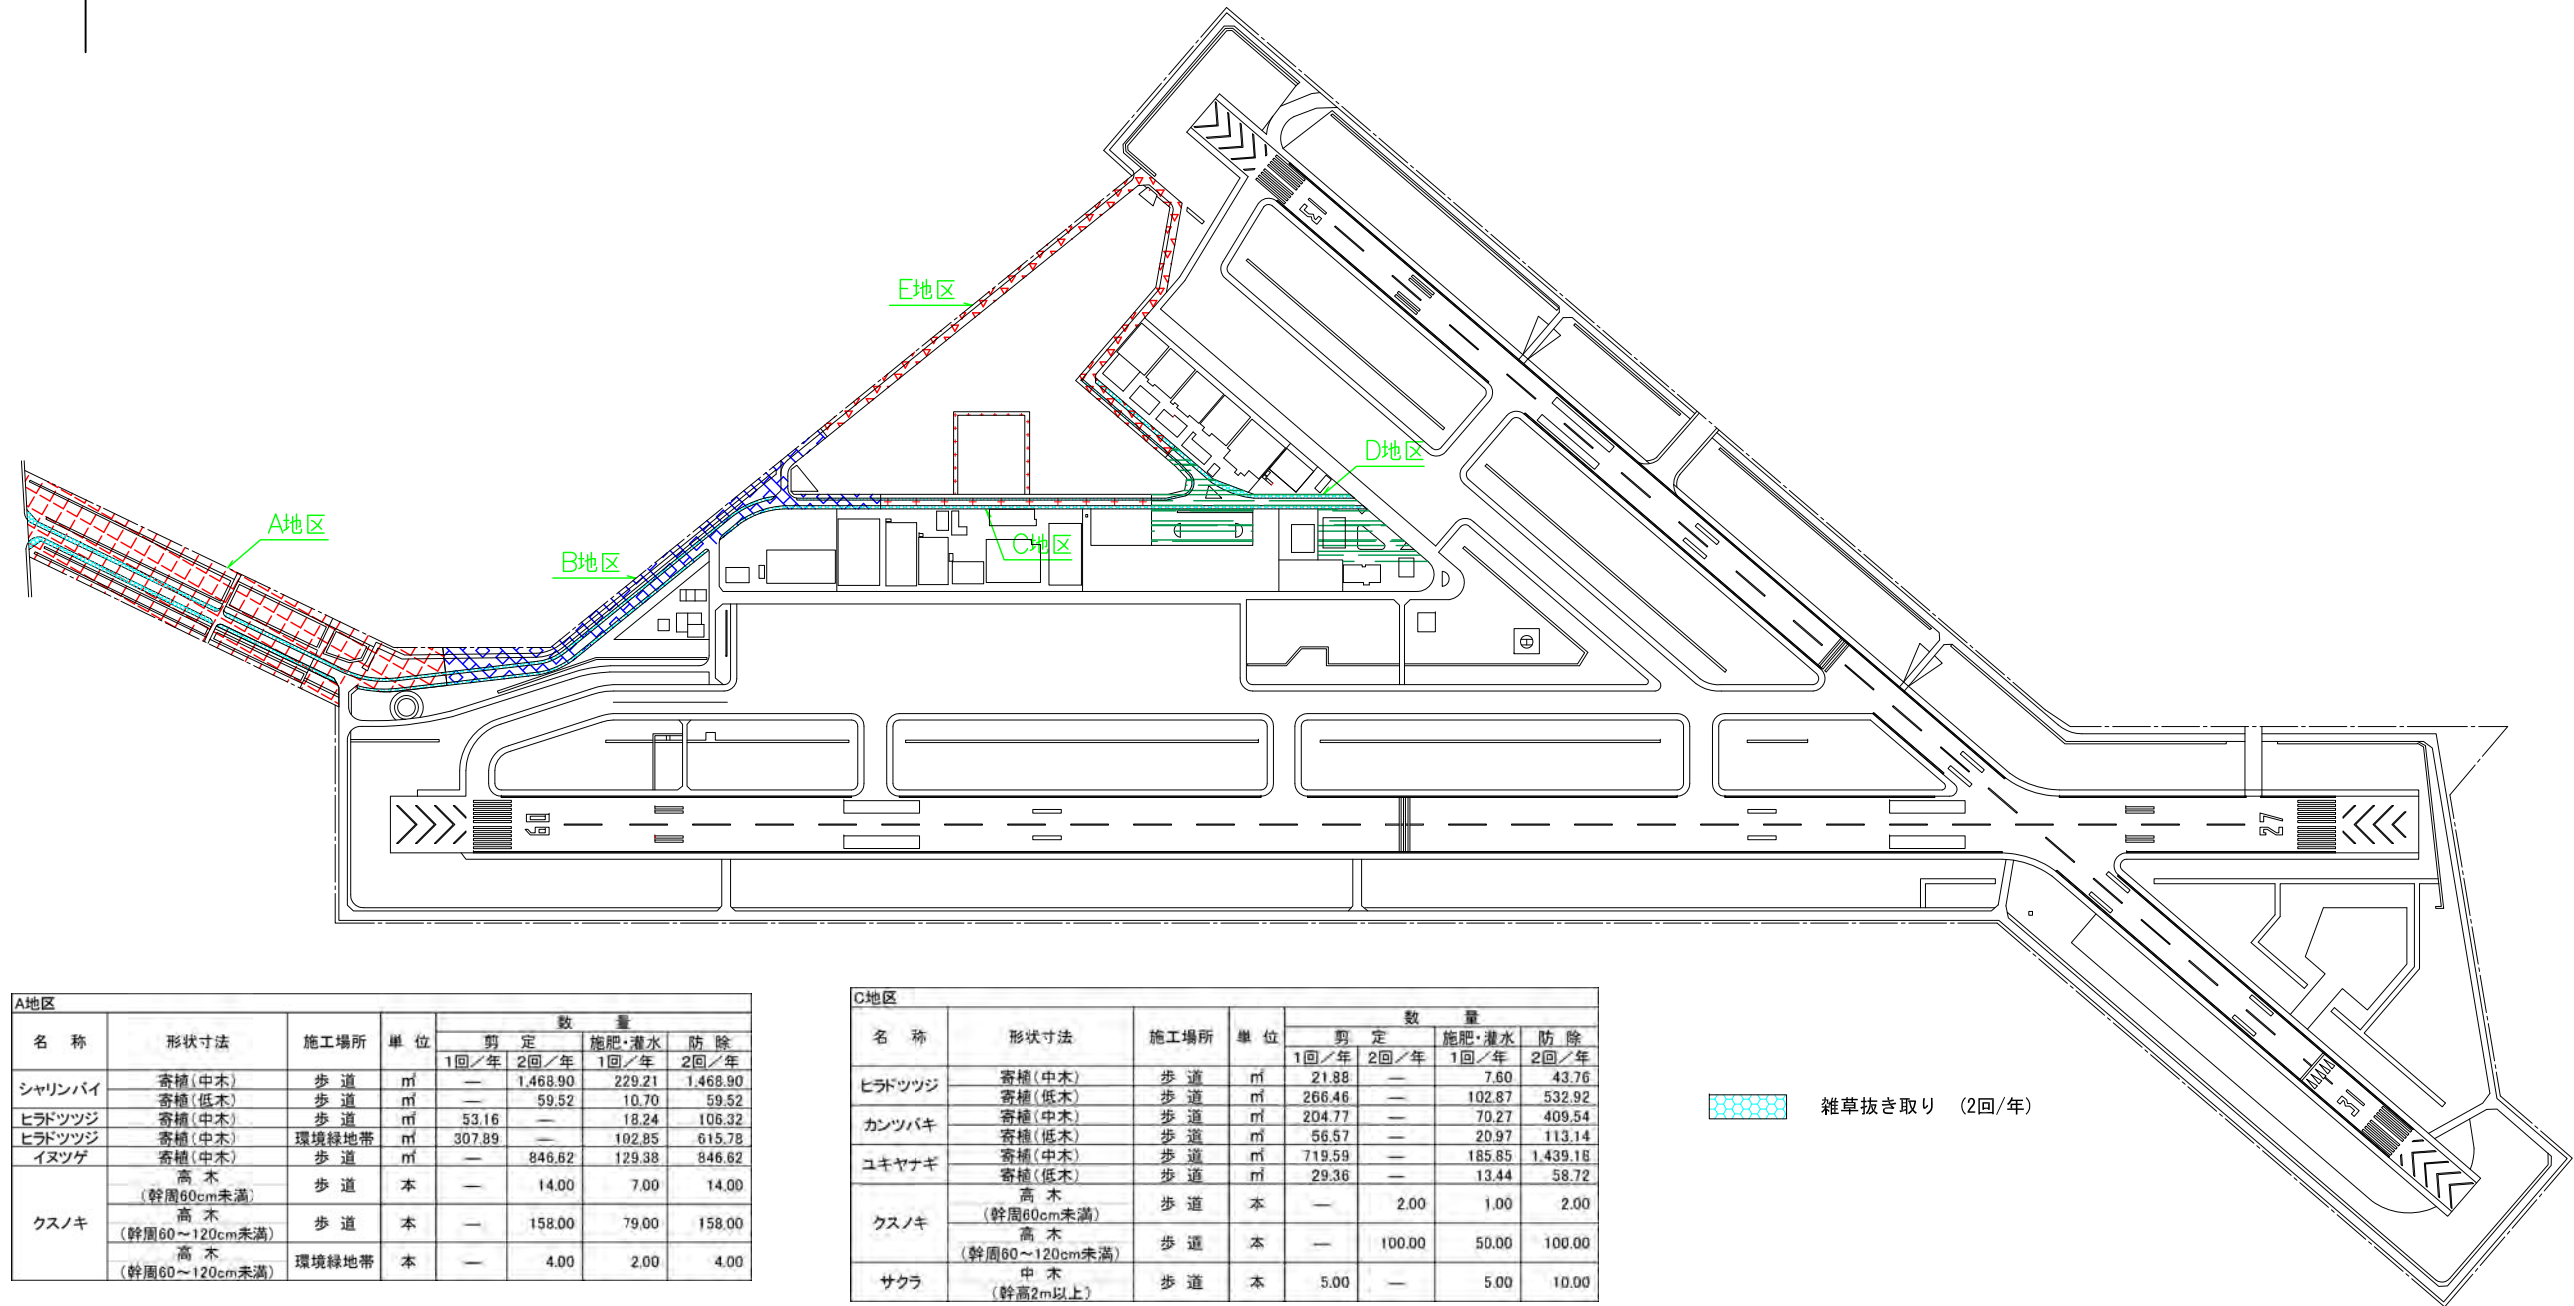 E地区
D地区
A地区
B地区
C地区
09
27
A地区
名 称 形状寸法 施工場所 単 位 数 量
剪 定 施肥・灌水 防 除
1回/年 2回/年 1回/年 2回/年
シャリンバイ 寄植(中木) 歩 道 ㎡ — 1,468.90 229.21 1,468.90
寄植(低木) 歩 道 ㎡ — 59.52 10.70 59.52
ヒラドツツジ 寄植(中木) 歩 道 ㎡ 53.16 — 18.24 106.32
ヒラドツツジ 寄植(中木) 環境緑地帯 ㎡ 307.89 — 102.85 615.78
イヌツゲ 寄植(中木) 歩 道 ㎡ — 846.62 129.38 846.62
クスノキ 高 木 (幹周60cm未満) 歩 道 本 — 14.00 7.00 14.00
高 木 (幹周60~120cm未満) 歩 道 本 — 158.00 79.00 158.00
高 木 (幹周60~120cm未満) 環境緑地帯 本 — 4.00 2.00 4.00
C地区
名 称 形状寸法 施工場所 単 位 数 量
剪 定 施肥・灌水 防 除
1回/年 2回/年 1回/年 2回/年
ヒラドツツジ 寄植(中木) 歩 道 ㎡ 21.88 — 7.60 43.76
寄植(低木) 歩 道 ㎡ 266.46 — 102.87 532.92
カンツバキ 寄植(中木) 歩 道 ㎡ 204.77 — 70.27 409.54
寄植(低木) 歩 道 ㎡ 56.57 — 20.97 113.14
ユキヤナギ 寄植(中木) 歩 道 ㎡ 719.59 — 185.85 1,439.18
寄植(低木) 歩 道 ㎡ 29.36 — 13.44 58.72
クスノキ 高 木 (幹周60cm未満) 歩 道 本 — 2.00 1.00 2.00
高 木 (幹周60~120cm未満) 歩 道 本 — 100.00 50.00 100.00
サクラ 中 木 (幹高2m以上) 歩 道 本 5.00 — 5.00 10.00
雑草抜き取り (2回/年)